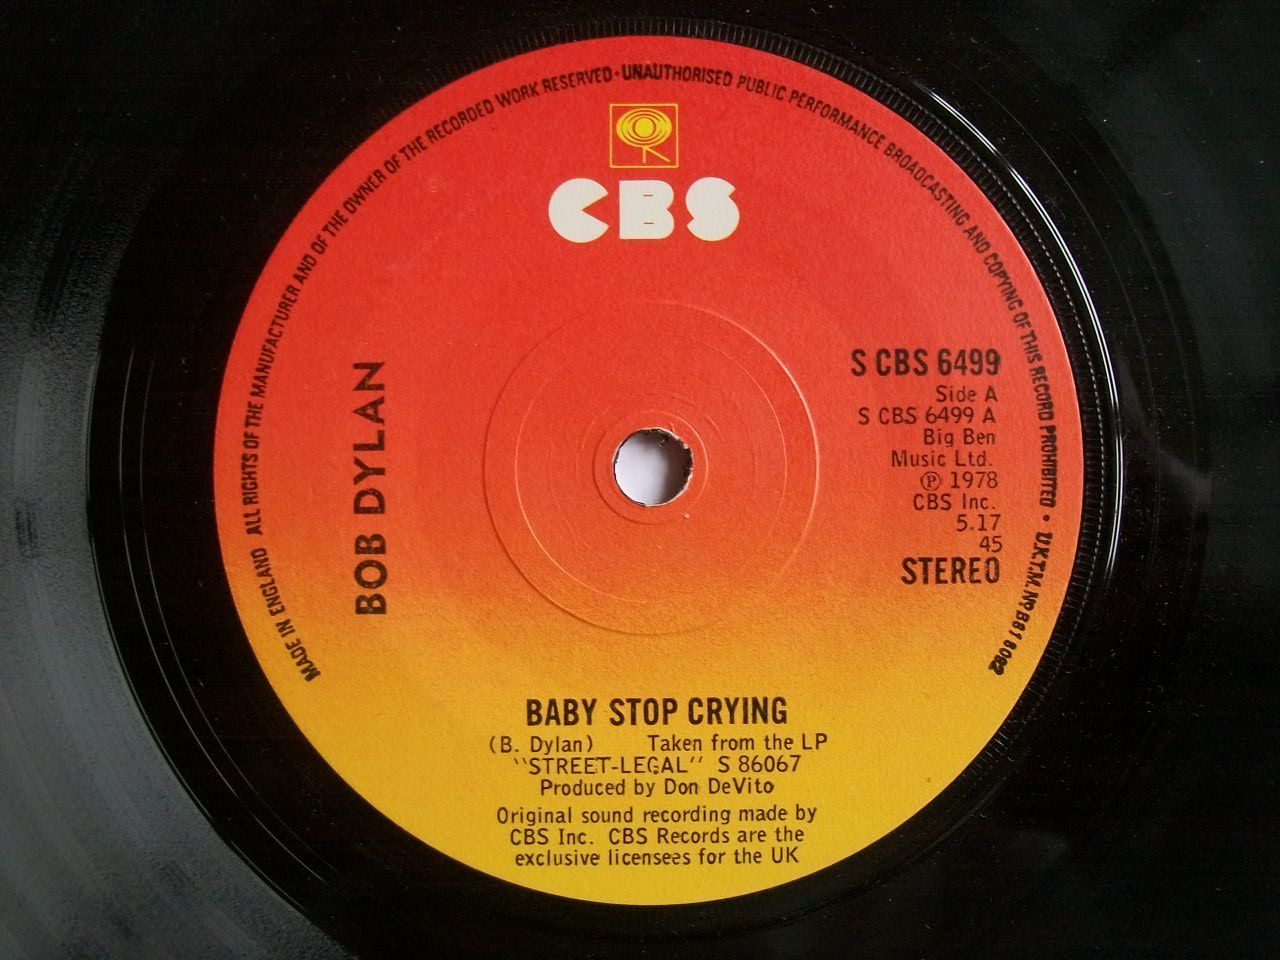 MADE IN ENGLAND ALL RIGHTS OF THE MANUFACTURER AND OF THE OWNER OF THE RECORDED WORK RESERVED · UNAUTHORISED PUBLIC PERFORMANCE BROADCASTING AND COPYING OF THIS RECORD PROHIBITED • U.K.T.M. Nº B818082
CBS
BOB DYLAN
S CBS 6499
Side A
S CBS 6499 A
Big Ben
Music Ltd.
℗ 1978
CBS Inc.
5.17
45
STEREO
BABY STOP CRYING
(B. Dylan) Taken from the LP
"STREET-LEGAL" S 86067
Produced by Don DeVito
Original sound recording made by
CBS Inc. CBS Records are the
exclusive licensees for the UK